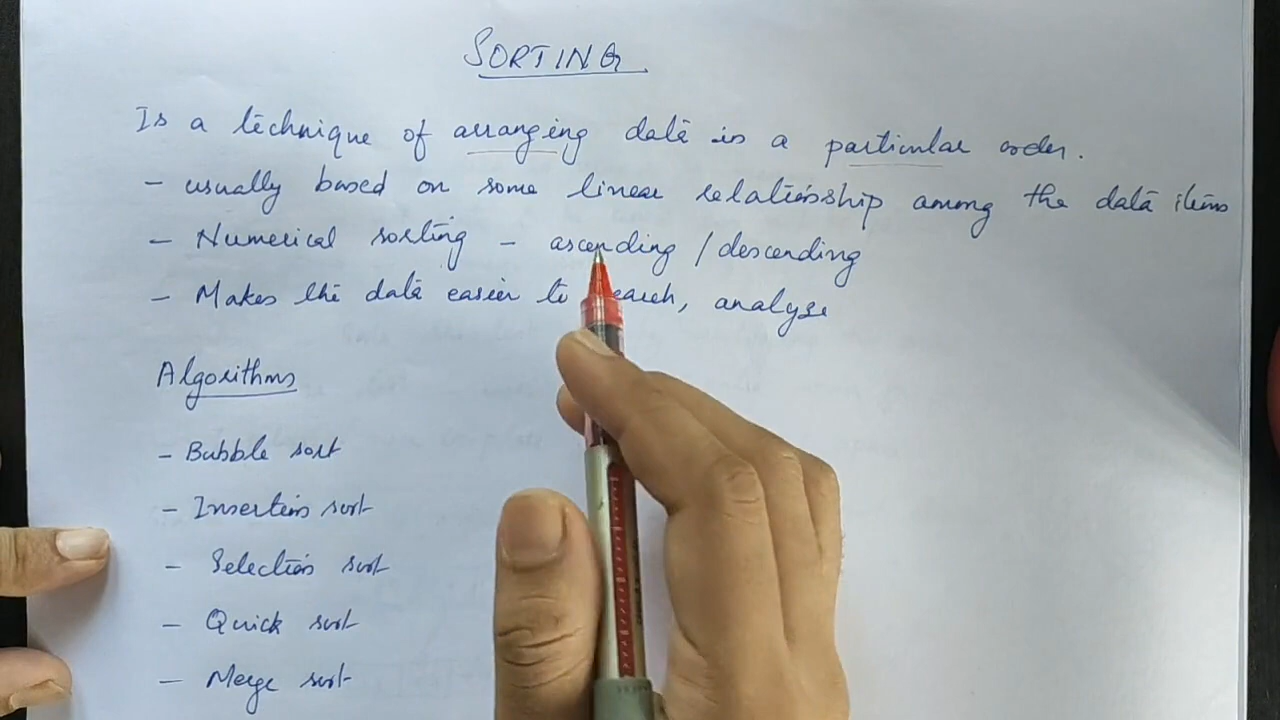 SORTING
Is a technique of arranging data is a particular order.
- usually based on some linear relationship among the data items
- Numerical sorting - ascending / descending
- Makes the data easier to search, analyse
Algorithms
- Bubble sort
- Insertion sort
- Selection sort
- Quick sort
- Merge sort